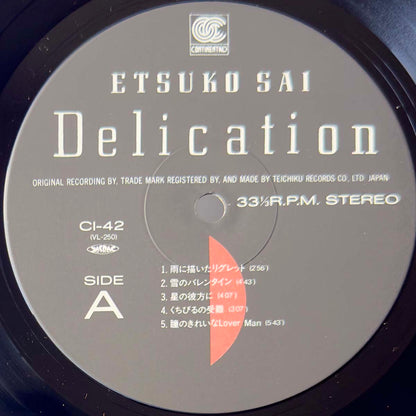 CONTINENTAL
ETSUKO SAI
Delication
ORIGINAL RECORDING BY, TRADE MARK REGISTERED BY, AND MADE BY TEICHIKU RECORDS CO., LTD. JAPAN
33⅓R.P.M. STEREO
CI-42
(VL-250)
SIDE
A
1. 雨に描いたリグレット (2'56")
2. 雪のバレンタイン (4'43")
3. 星の彼方に (4'07")
4. くちびるの受難 (3'07")
5. 瞳のきれいなLover Man (5'43")